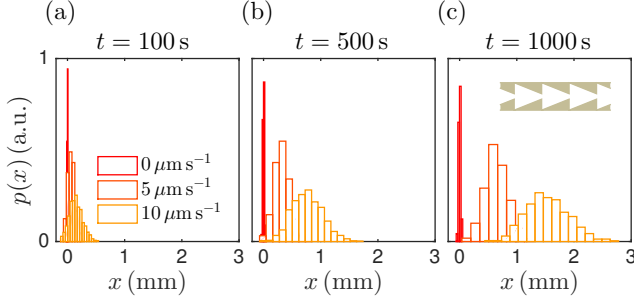 (a) (b) (c)
t = 100 s t = 500 s t = 1000 s
1
p(x) (a.u.)
0 μm s⁻¹
5 μm s⁻¹
10 μm s⁻¹
0
0 1 2 3 0 1 2 3 0 1 2 3
x (mm) x (mm) x (mm)